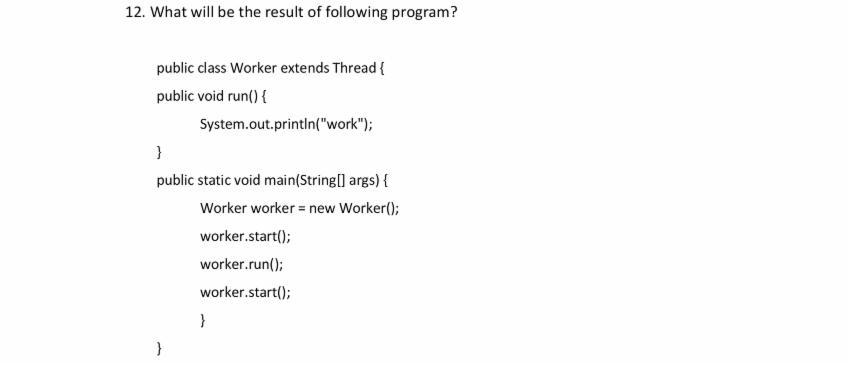 12. What will be the result of following program?
public class Worker extends Thread {
public void run() {
System.out.println("work");
}
public static void main(String[] args) {
Worker worker = new Worker();
worker.start();
worker.run();
worker.start();
}
}